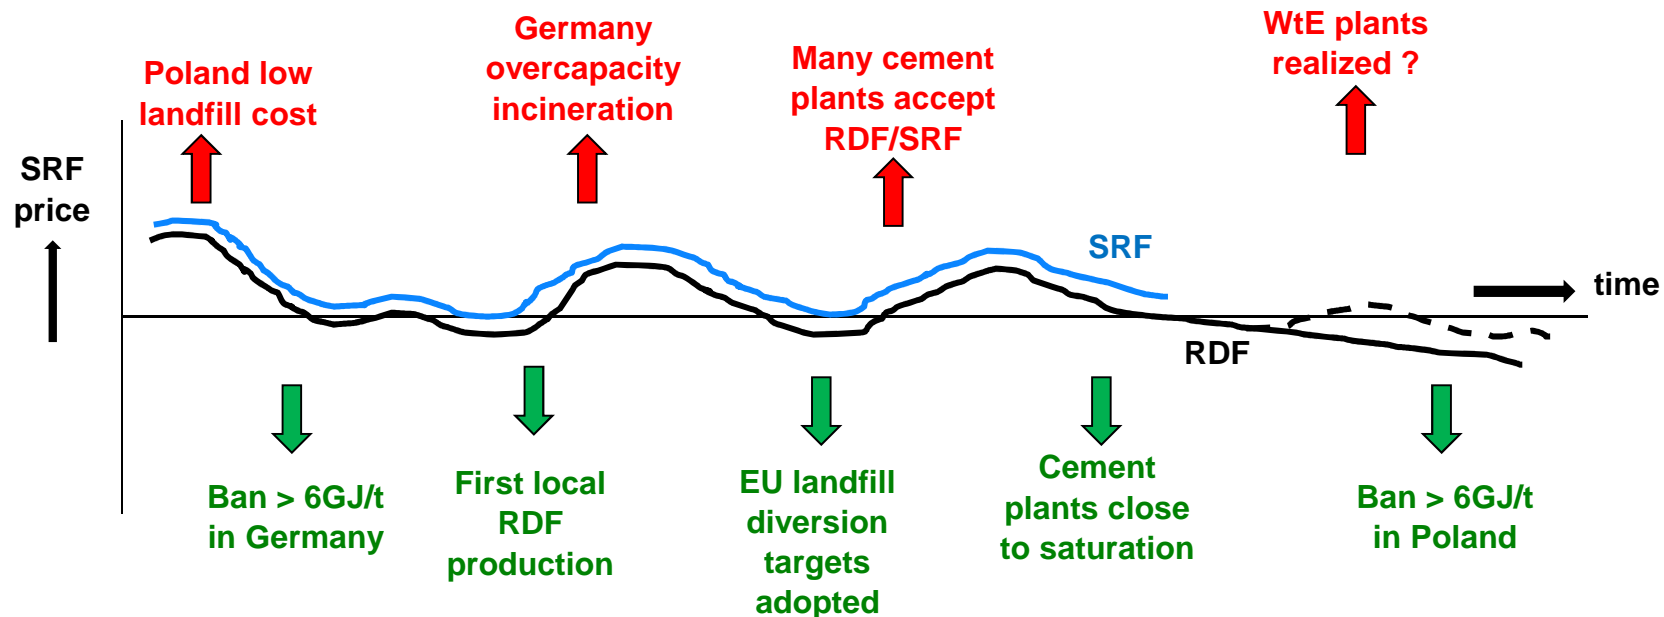 Poland low
landfill cost
Germany
overcapacity
incineration
Many cement
plants accept
RDF/SRF
WtE plants
realized ?
SRF
price
SRF
time
RDF
Ban > 6GJ/t
in Germany
First local
RDF
production
EU landfill
diversion
targets
adopted
Cement
plants close
to saturation
Ban > 6GJ/t
in Poland